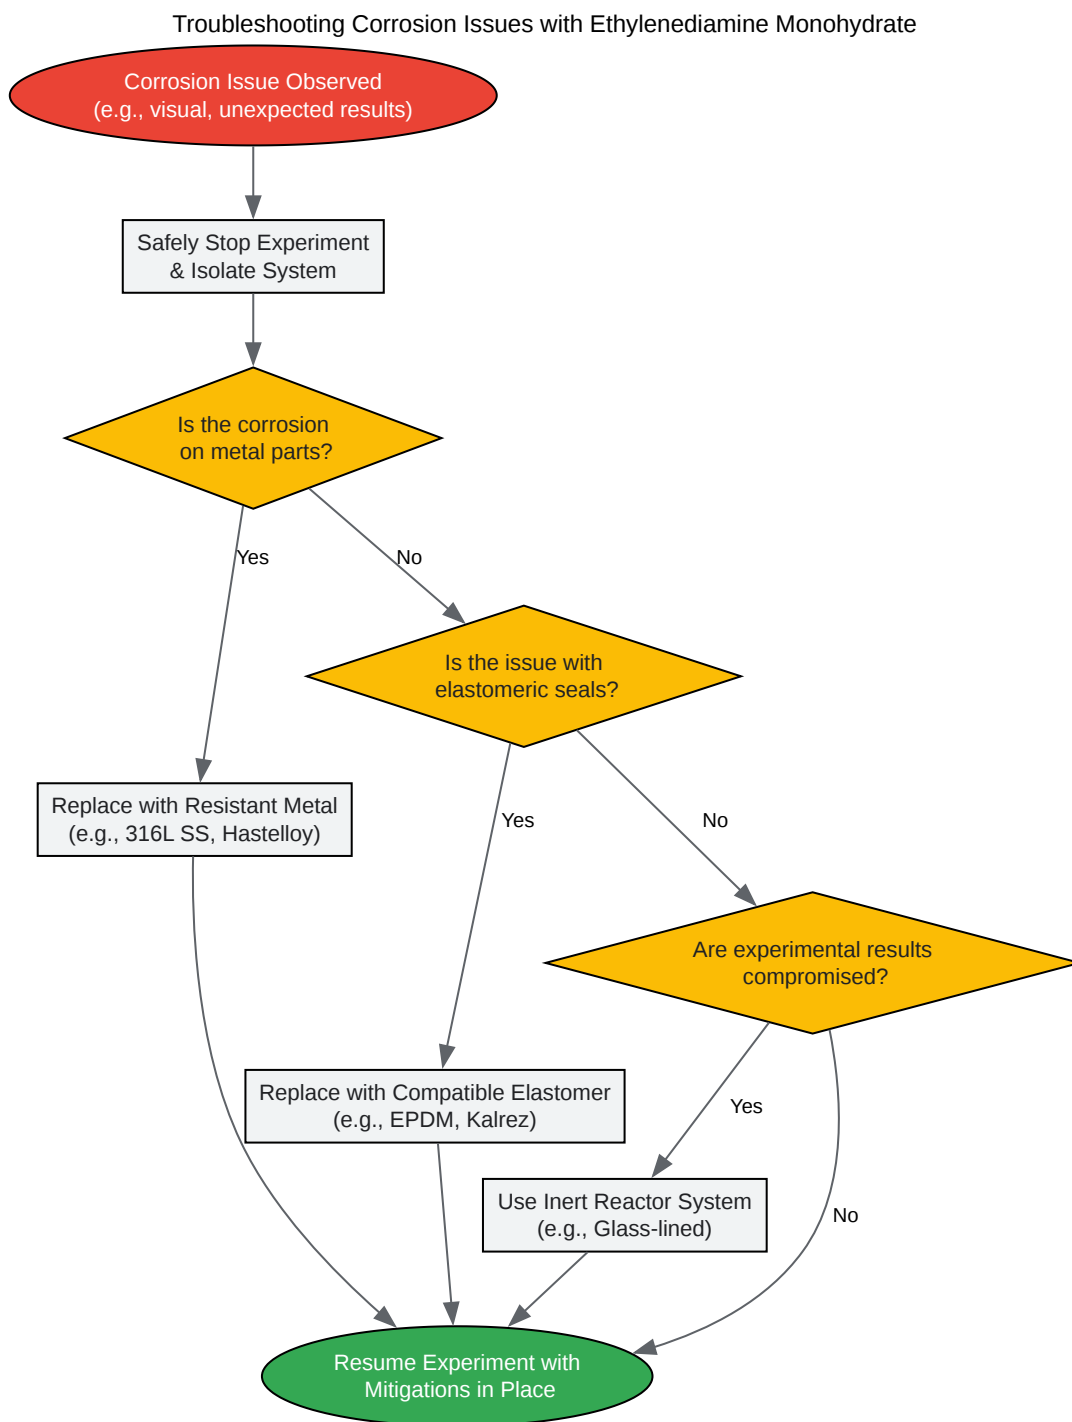 Troubleshooting Corrosion Issues with Ethylenediamine Monohydrate
Corrosion Issue Observed
(e.g., visual, unexpected results)
Safely Stop Experiment
& Isolate System
Is the corrosion
on metal parts?
Yes
No
Is the issue with
elastomeric seals?
Replace with Resistant Metal
(e.g., 316L SS, Hastelloy)
Yes
No
Are experimental results
compromised?
Replace with Compatible Elastomer
(e.g., EPDM, Kalrez)
Yes
Use Inert Reactor System
(e.g., Glass-lined)
No
Resume Experiment with
Mitigations in Place